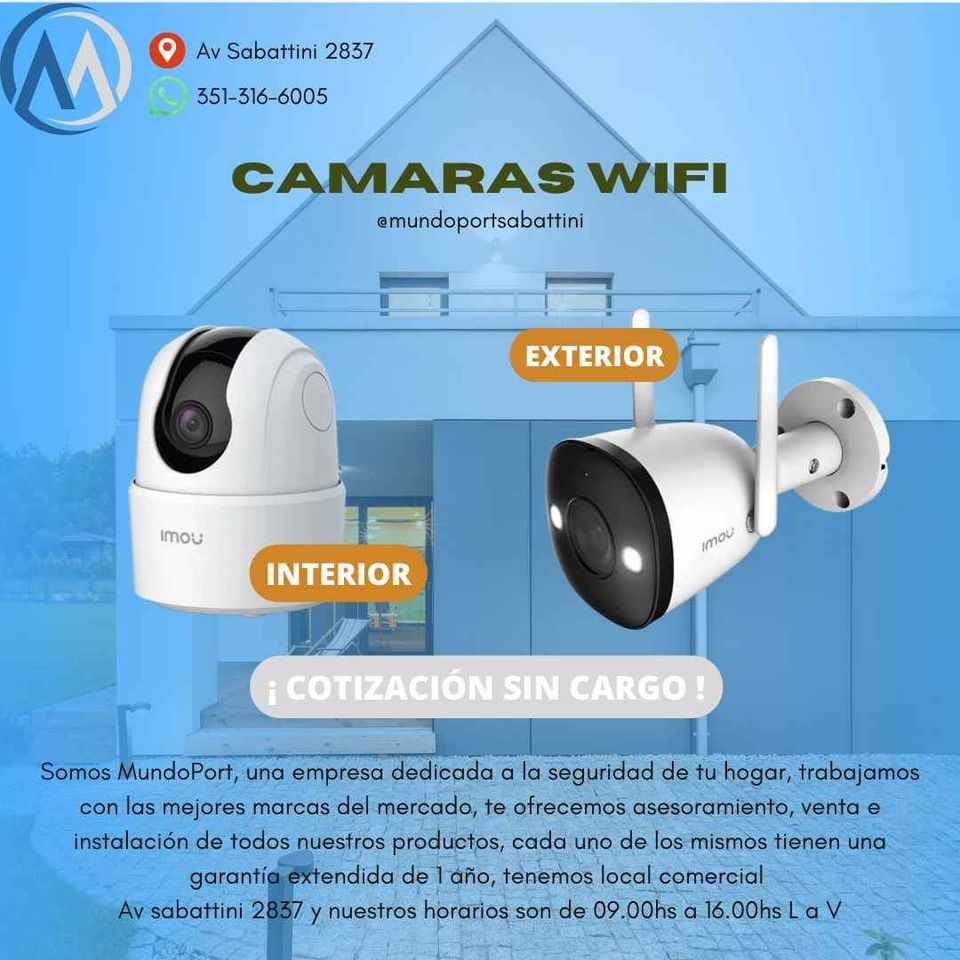 Av Sabattini 2837
351-316-6005
CAMARAS WIFI
@mundoportsabattini
EXTERIOR
imou
imou
INTERIOR
¡ COTIZACIÓN SIN CARGO !
Somos MundoPort, una empresa dedicada a la seguridad de tu hogar, trabajamos
con las mejores marcas del mercado, te ofrecemos asesoramiento, venta e
instalación de todos nuestros productos, cada uno de los mismos tienen una
garantía extendida de 1 año, tenemos local comercial
Av sabattini 2837 y nuestros horarios son de 09.00hs a 16.00hs L a V